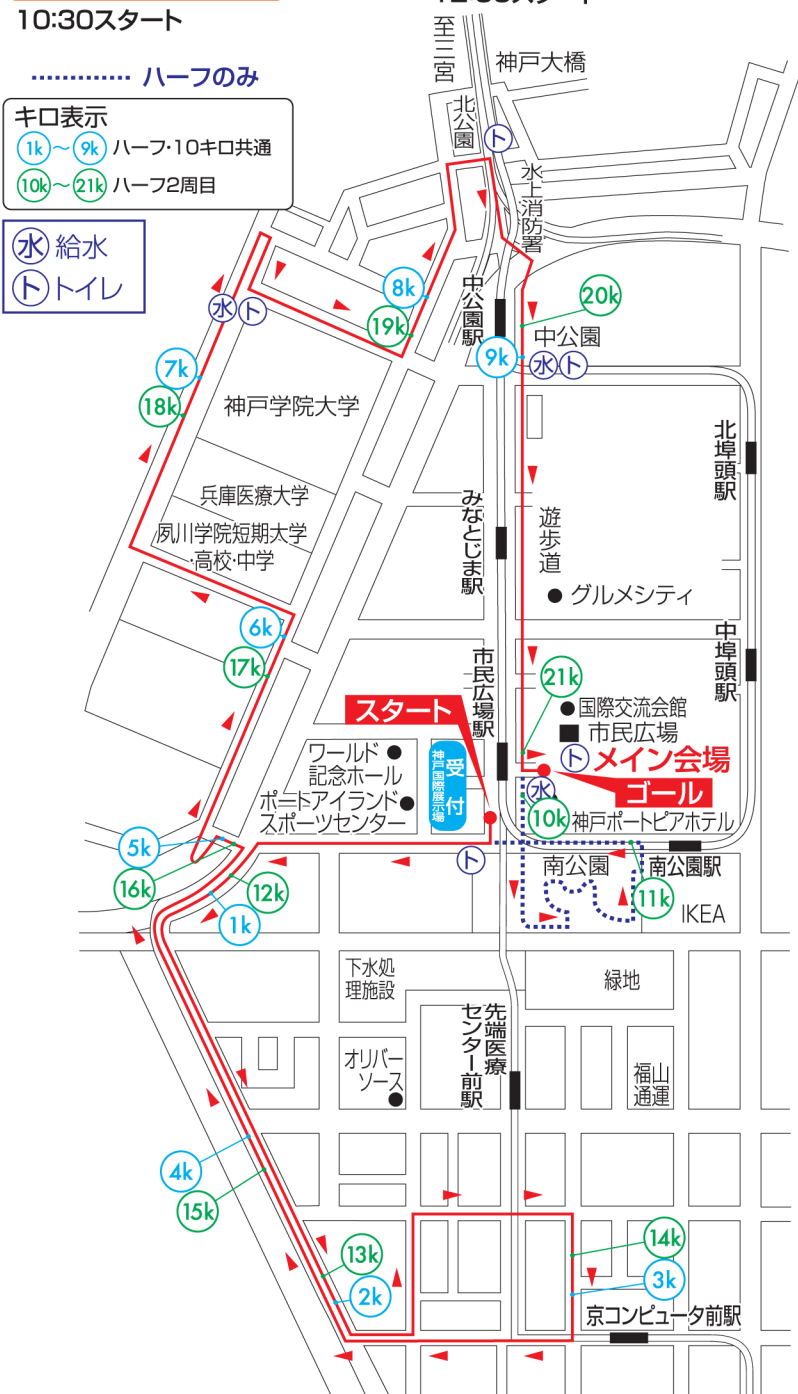 10:30スタート
ハーフのみ
キロ表示
1k～9k ハーフ・10キロ共通
10k～21k ハーフ2周目
水 給水
ト トイレ
至三宮
神戸大橋
北公園
ト
水上消防署
8k
19k
中公園駅
20k
中公園
9k
水 ト
水 ト
7k
18k
神戸学院大学
兵庫医療大学
夙川学院短期大学
・高校・中学
北埠頭駅
みなとじま駅
遊歩道
グルメシティ
6k
17k
中埠頭駅
市民広場駅
21k
スタート
国際交流会館
市民広場
ト メイン会場
ゴール
ワールド
記念ホール
ポートアイランド
スポーツセンター
受付
神戸国際展示場
水
10k
神戸ポートピアホテル
5k
16k
ト
南公園
南公園駅
12k
11k
1k
IKEA
下水処
理施設
緑地
先端医療
センター前駅
オリバー
ソース
福山
通運
4k
15k
13k
14k
2k
3k
京コンピュータ前駅